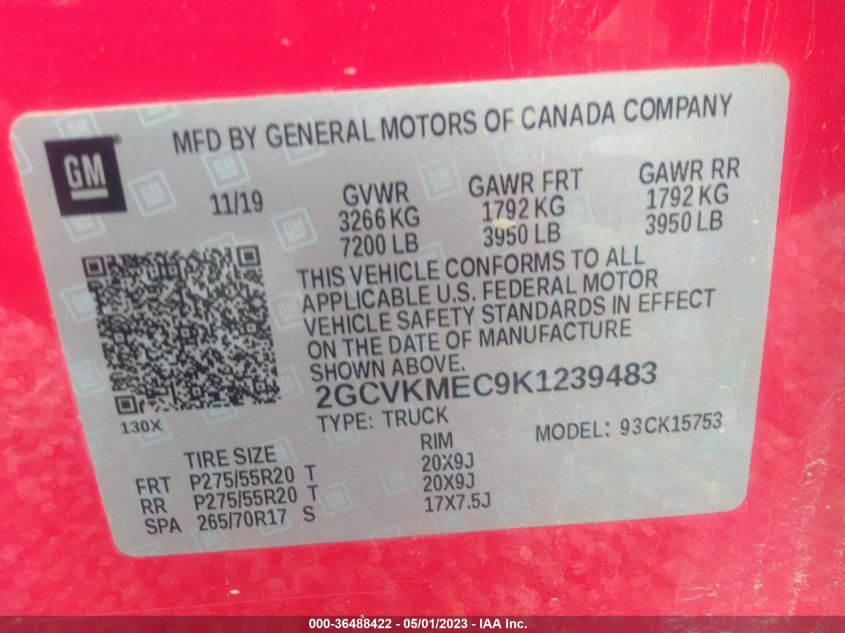 MFD BY GENERAL MOTORS OF CANADA COMPANY
GM
11/19 GVWR GAWR FRT GAWR RR
3266 KG 1792 KG 1792 KG
7200 LB 3950 LB 3950 LB
THIS VEHICLE CONFORMS TO ALL
APPLICABLE U.S. FEDERAL MOTOR
VEHICLE SAFETY STANDARDS IN EFFECT
ON THE DATE OF MANUFACTURE
SHOWN ABOVE.
2GCVKMEC9K1239483
130X
TYPE: TRUCK MODEL: 93CK15753
TIRE SIZE RIM
FRT P275/55R20 T 20X9J
RR P275/55R20 T 20X9J
SPA 265/70R17 S 17X7.5J
000-36488422 - 05/01/2023 - IAA Inc.